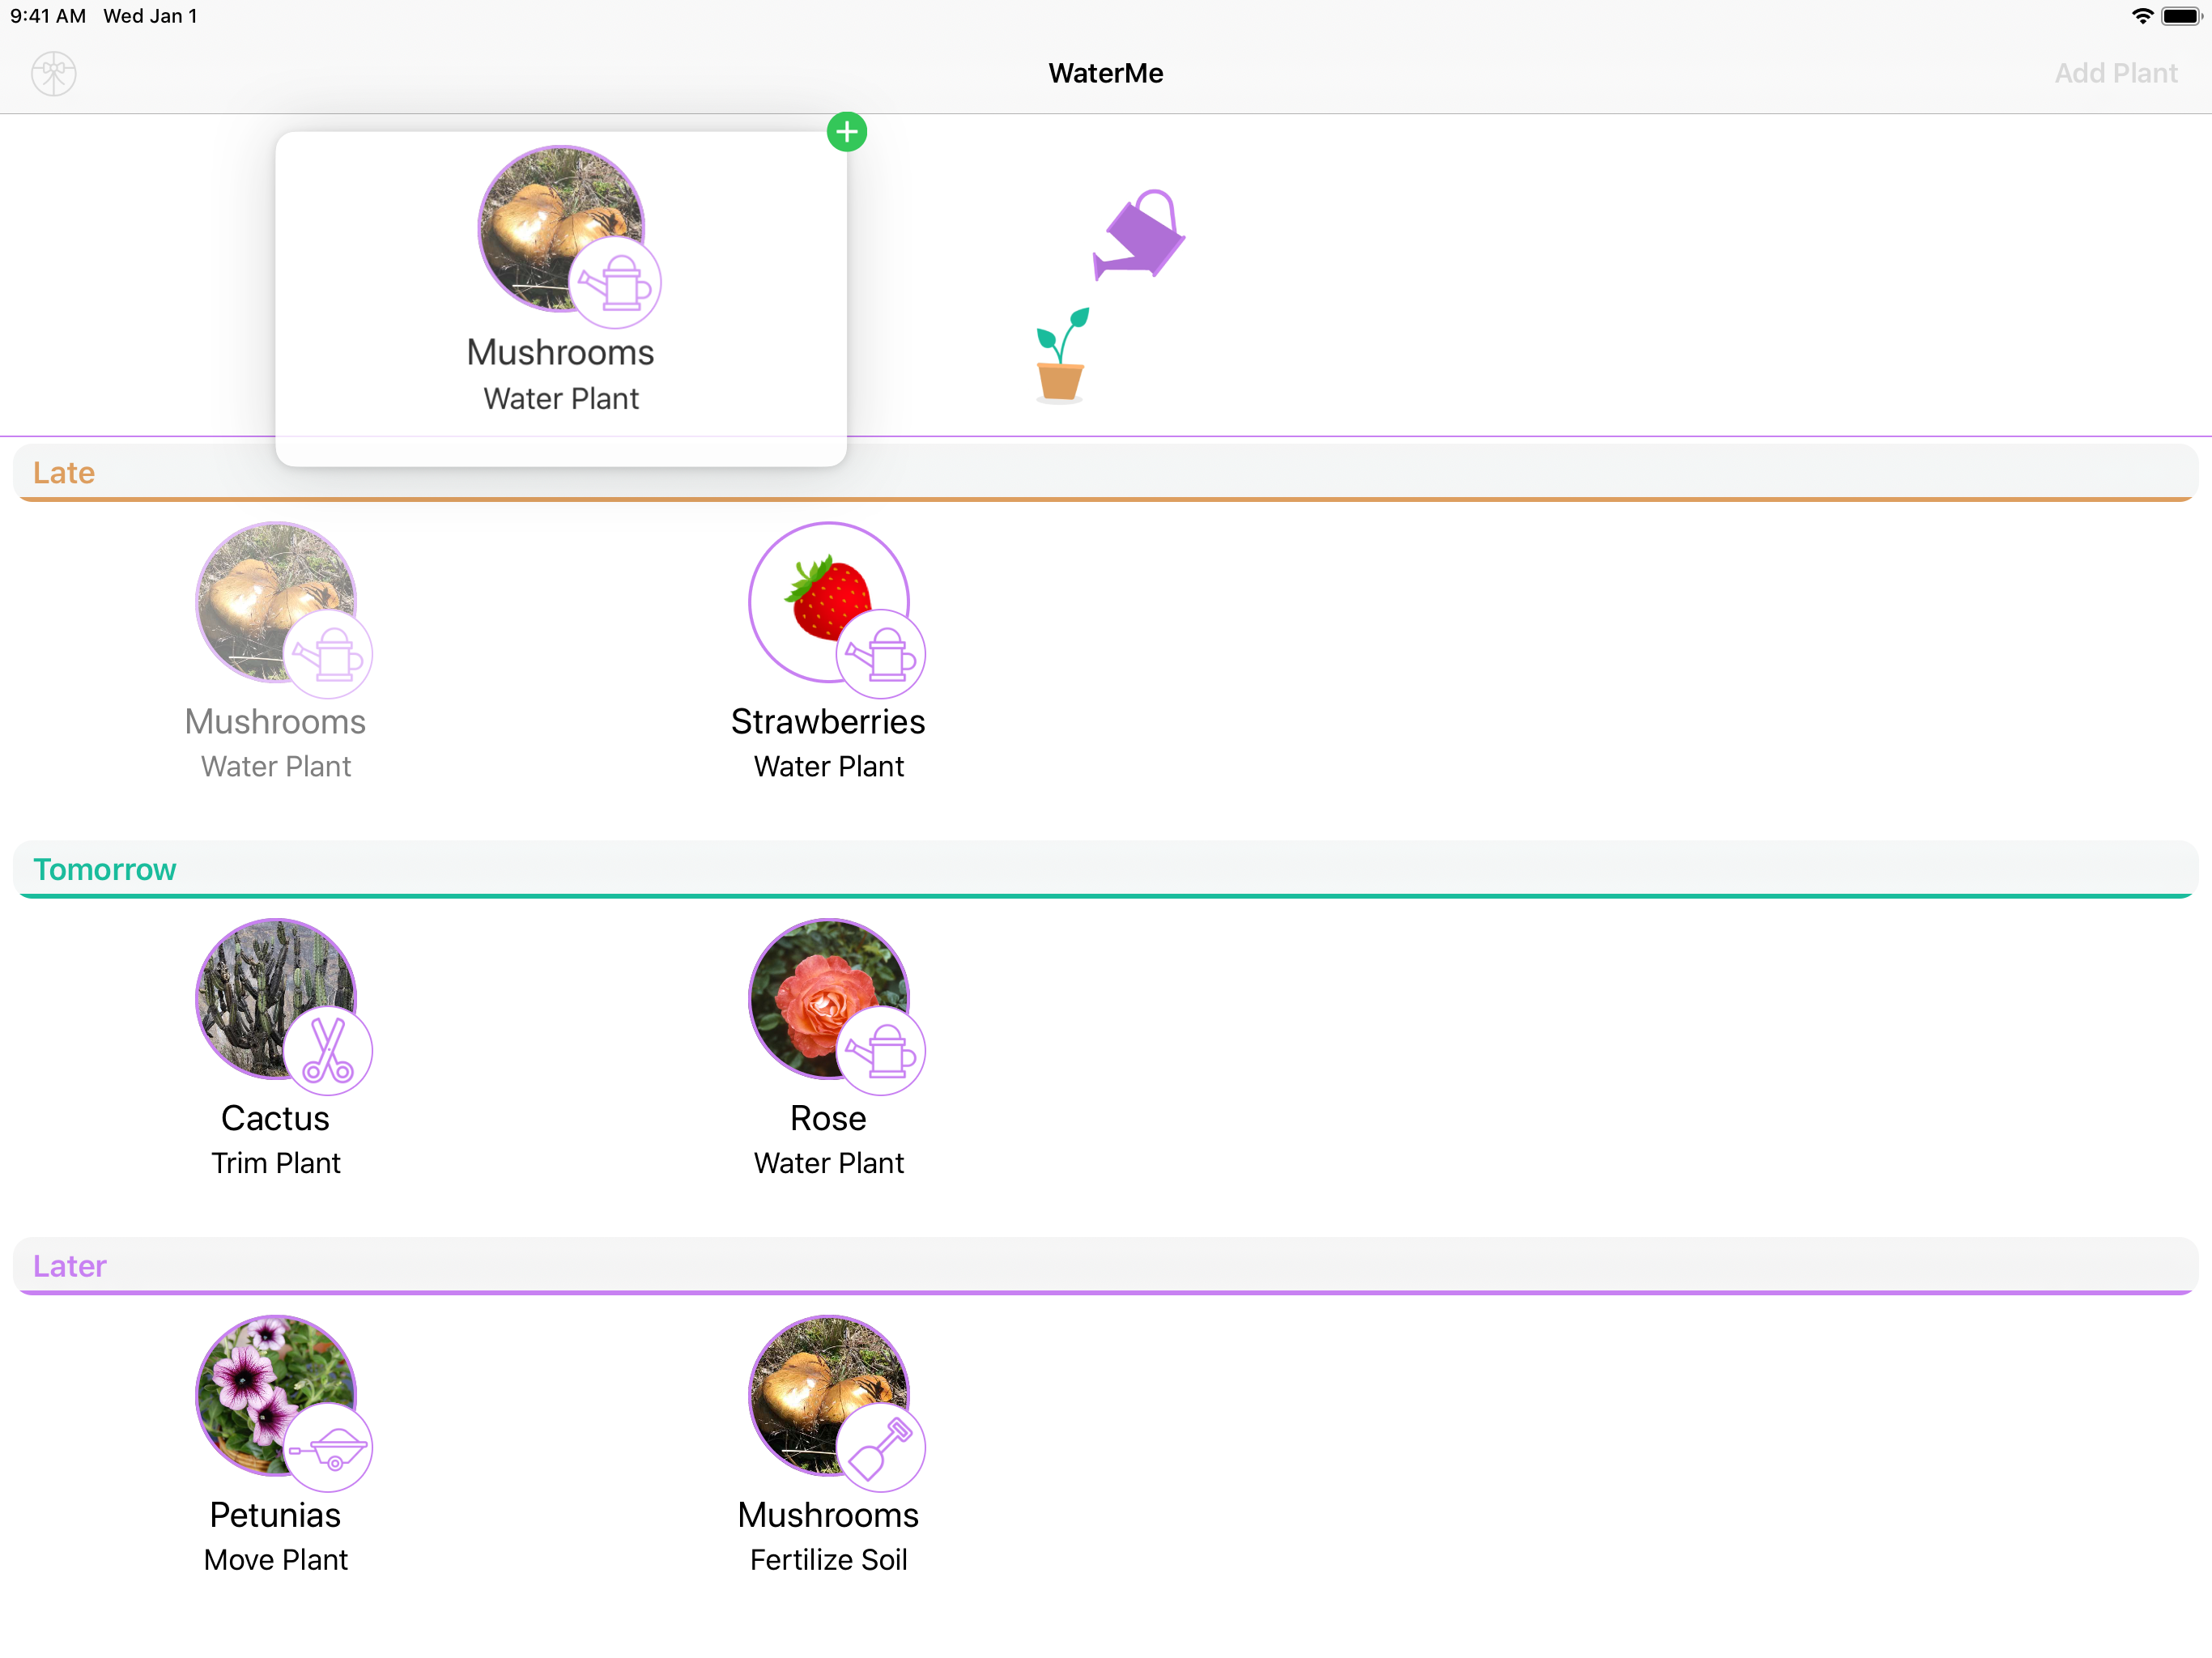 9:41 AM Wed Jan 1
WaterMe
Add Plant
Mushrooms
Water Plant
Late
Mushrooms
Water Plant
Strawberries
Water Plant
Tomorrow
Cactus
Trim Plant
Rose
Water Plant
Later
Petunias
Move Plant
Mushrooms
Fertilize Soil